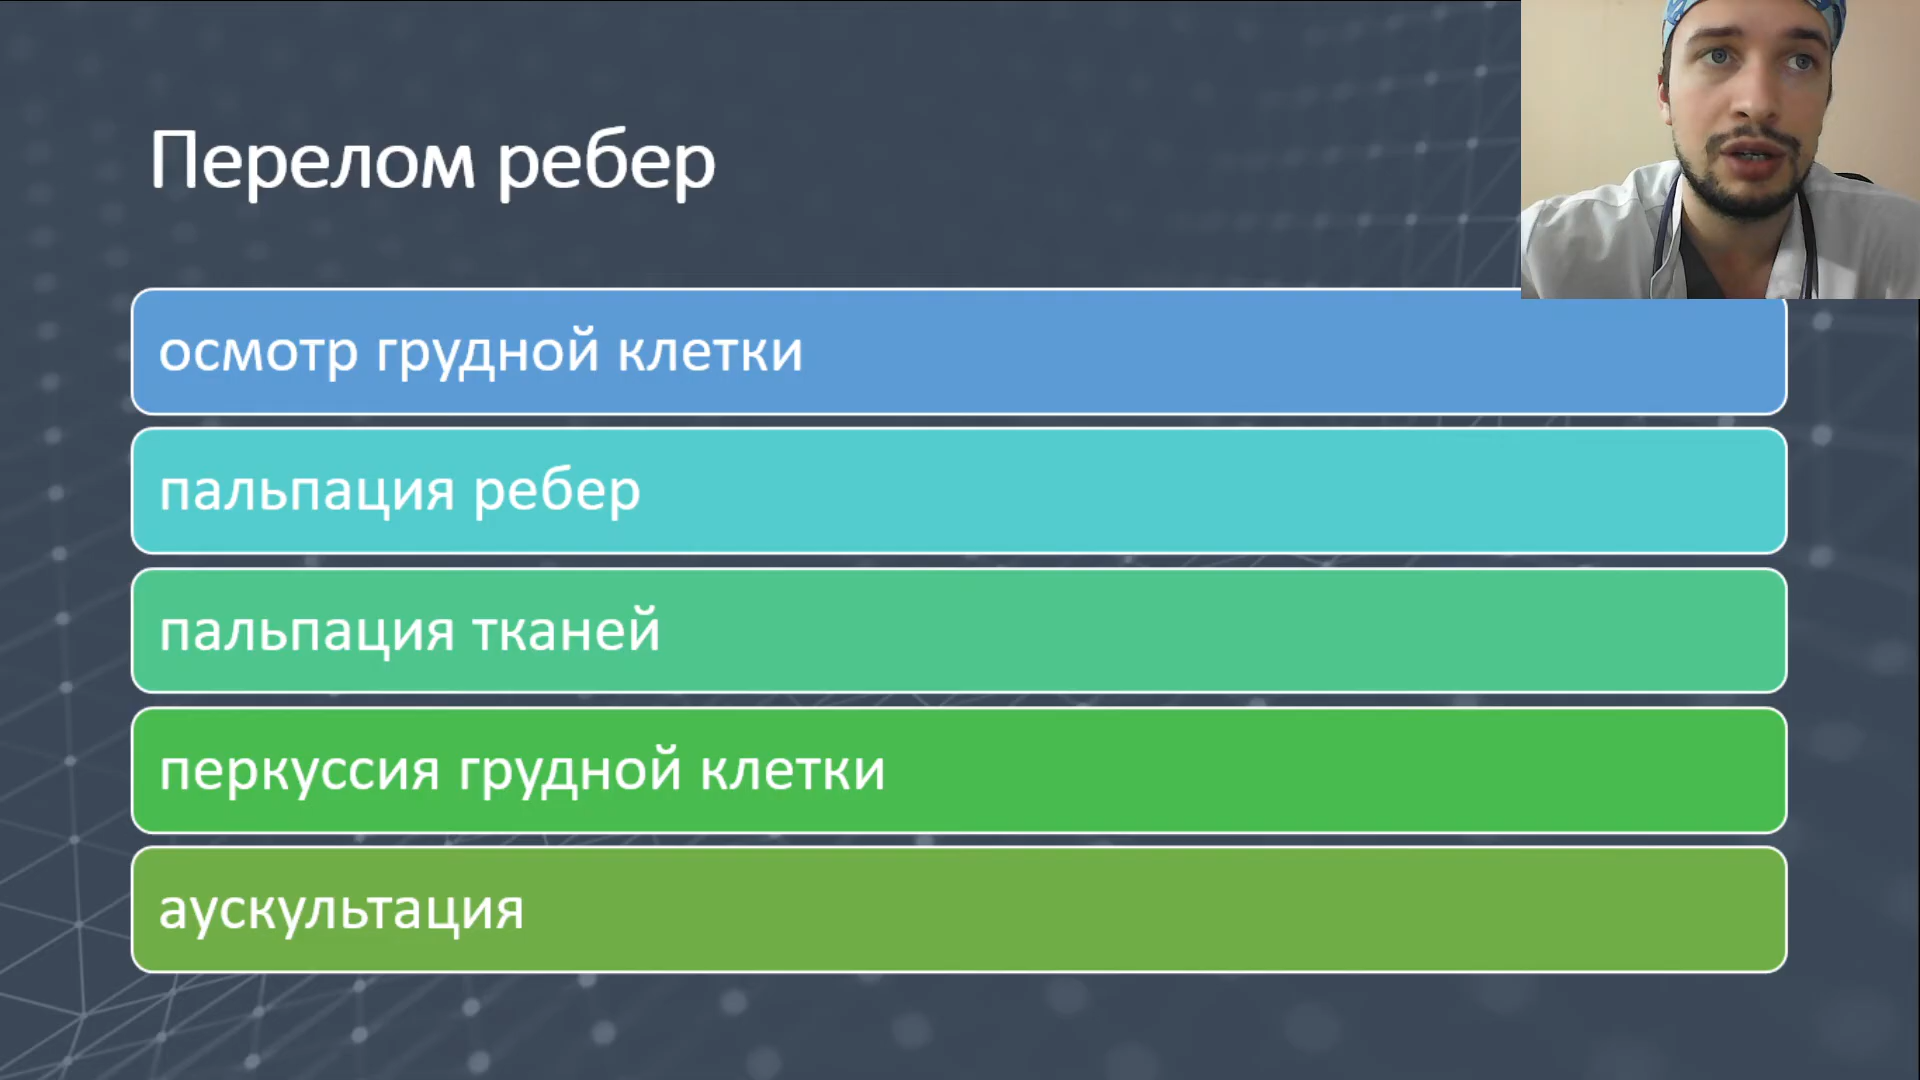 Перелом ребер
осмотр грудной клетки
пальпация ребер
пальпация тканей
перкуссия грудной клетки
аускультация